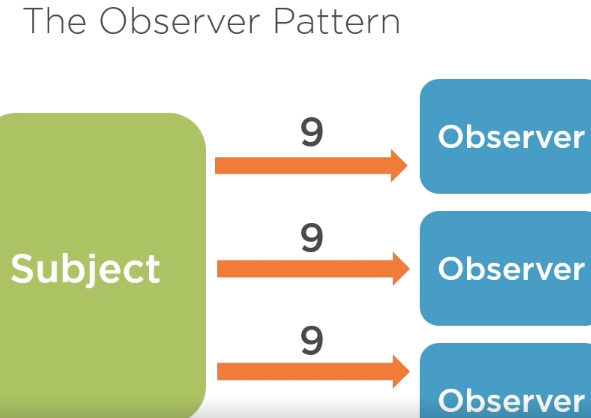 The Observer Pattern
9
Observer
9
Subject
Observer
9
Observer